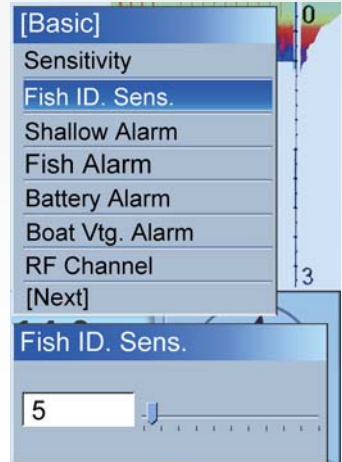 [Basic]
0
Sensitivity
Fish ID. Sens.
Shallow Alarm
Fish Alarm
Battery Alarm
Boat Vtg. Alarm
RF Channel
3
[Next]
Fish ID. Sens.
5